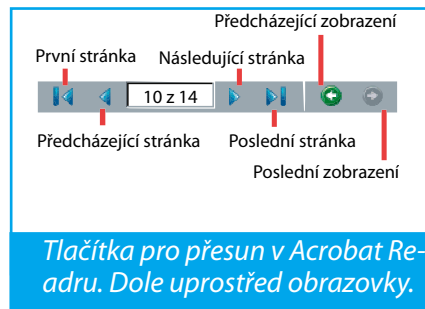 Předcházející zobrazení
První stránka
Následující stránka
10 z 14
Předcházející stránka
Poslední stránka
Poslední zobrazení
Tlačítka pro přesun v Acrobat Re-
adru. Dole uprostřed obrazovky.